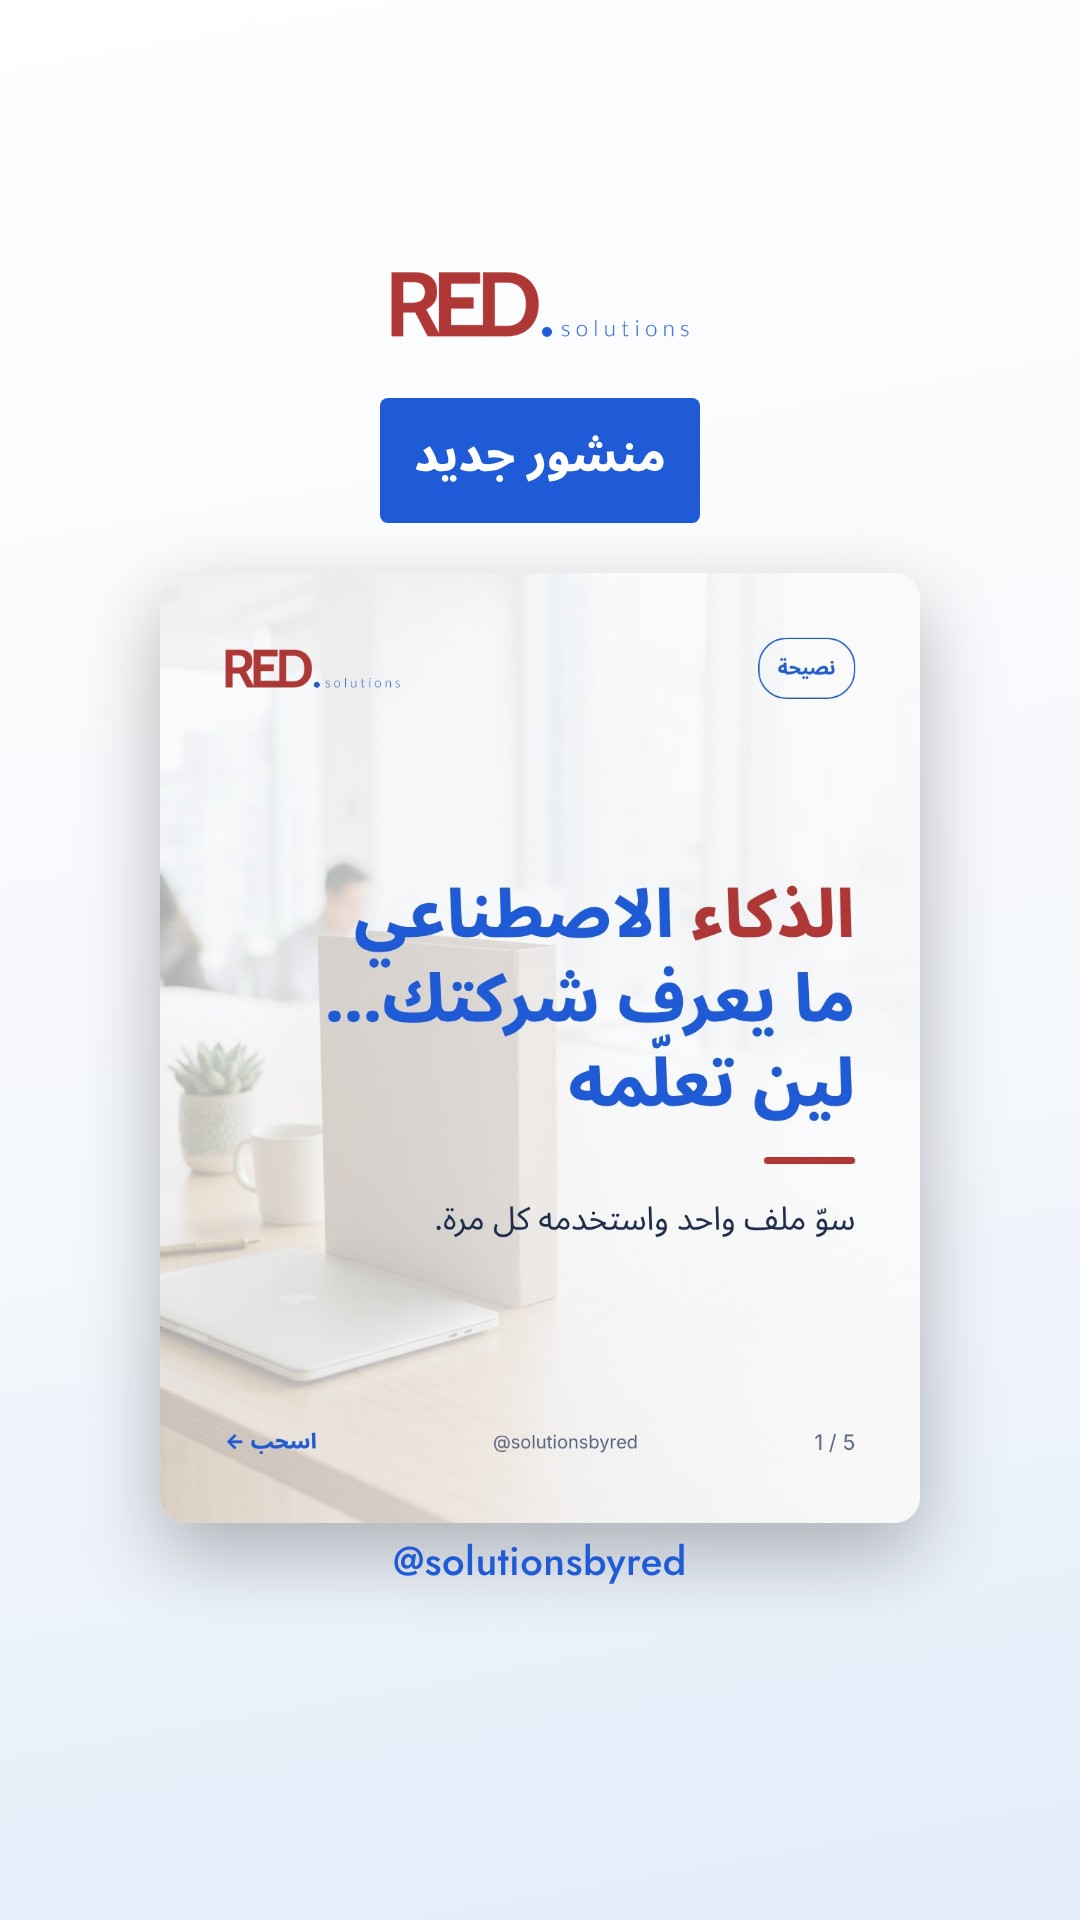 RED.solutions
منشور جديد
RED.solutions
نصيحة
الذكاء الاصطناعي
ما يعرف شركتك...
لين تعلّمه
سوّ ملف واحد واستخدمه كل مرة.
اسحب ←
@solutionsbyred
1 / 5
@solutionsbyred